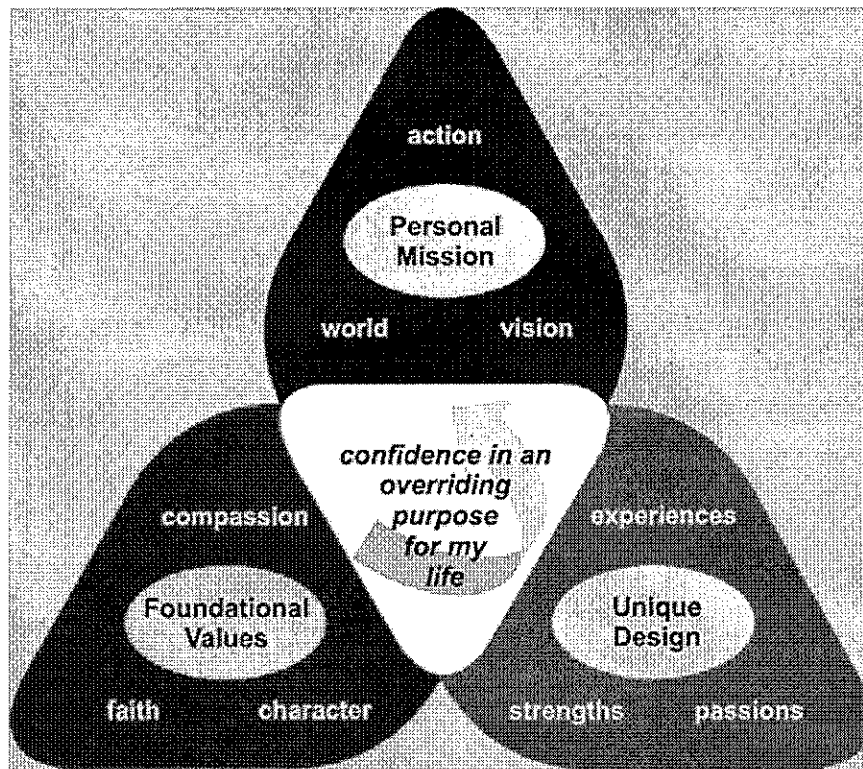 action
Personal
Mission
world vision
confidence in an
overriding
purpose
for my
life
compassion
Foundational
Values
faith character
experiences
Unique
Design
strengths passions